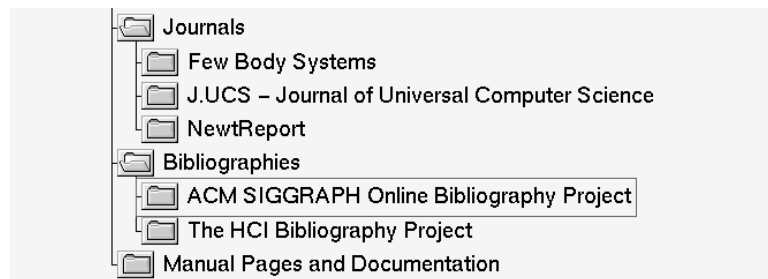 Journals
Few Body Systems
J.UCS – Journal of Universal Computer Science
NewtReport
Bibliographies
ACM SIGGRAPH Online Bibliography Project
The HCI Bibliography Project
Manual Pages and Documentation